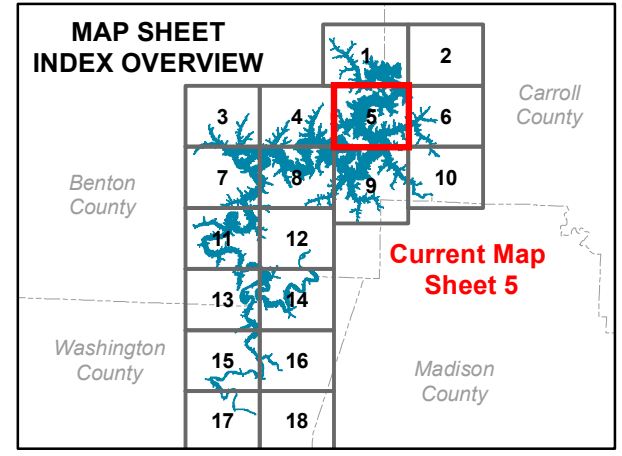 MAP SHEET
INDEX OVERVIEW
1
2
Carroll
County
3
4
5
6
Benton
County
7
8
9
10
11
12
Current Map
Sheet 5
13
14
Washington
County
15
16
Madison
County
17
18